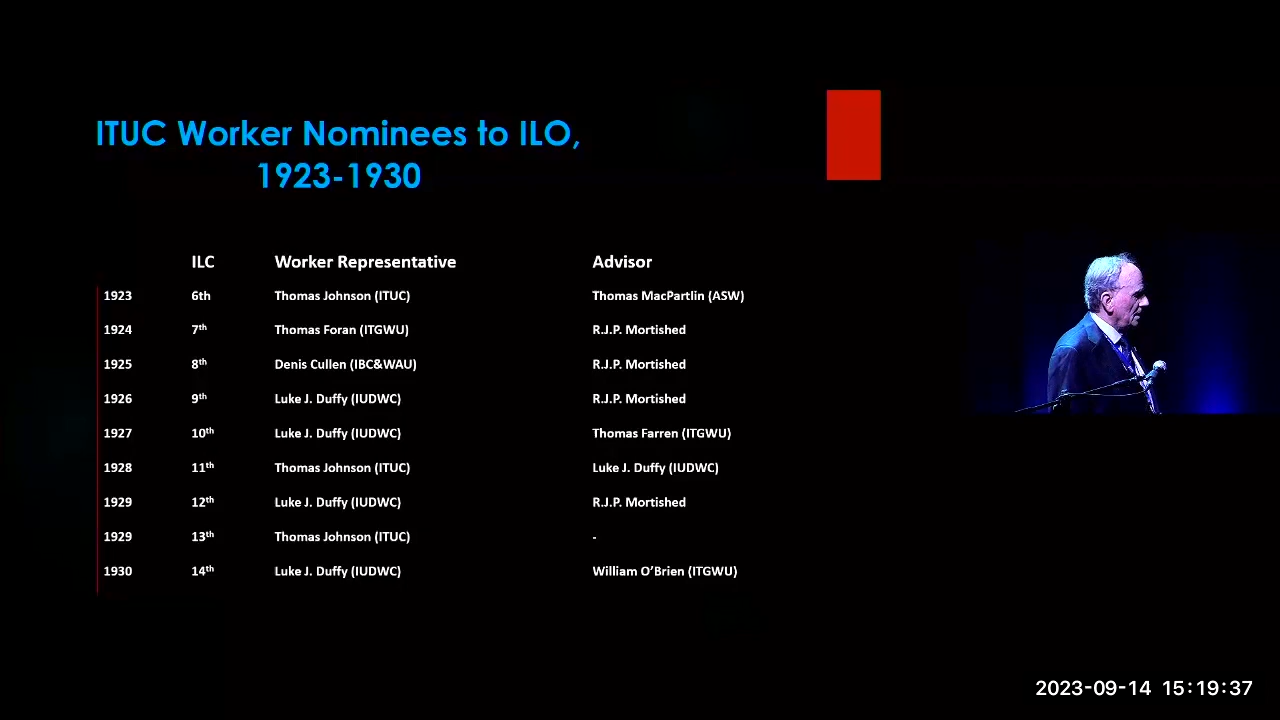 ITUC Worker Nominees to ILO,
1923-1930
ILC Worker Representative Advisor
1923 6th Thomas Johnson (ITUC) Thomas MacPartlin (ASW)
1924 7th Thomas Foran (ITGWU) R.J.P. Mortished
1925 8th Denis Cullen (IBC&WAU) R.J.P. Mortished
1926 9th Luke J. Duffy (IUDWC) R.J.P. Mortished
1927 10th Luke J. Duffy (IUDWC) Thomas Farren (ITGWU)
1928 11th Thomas Johnson (ITUC) Luke J. Duffy (IUDWC)
1929 12th Luke J. Duffy (IUDWC) R.J.P. Mortished
1929 13th Thomas Johnson (ITUC) -
1930 14th Luke J. Duffy (IUDWC) William O’Brien (ITGWU)
2023-09-14 15:19:37